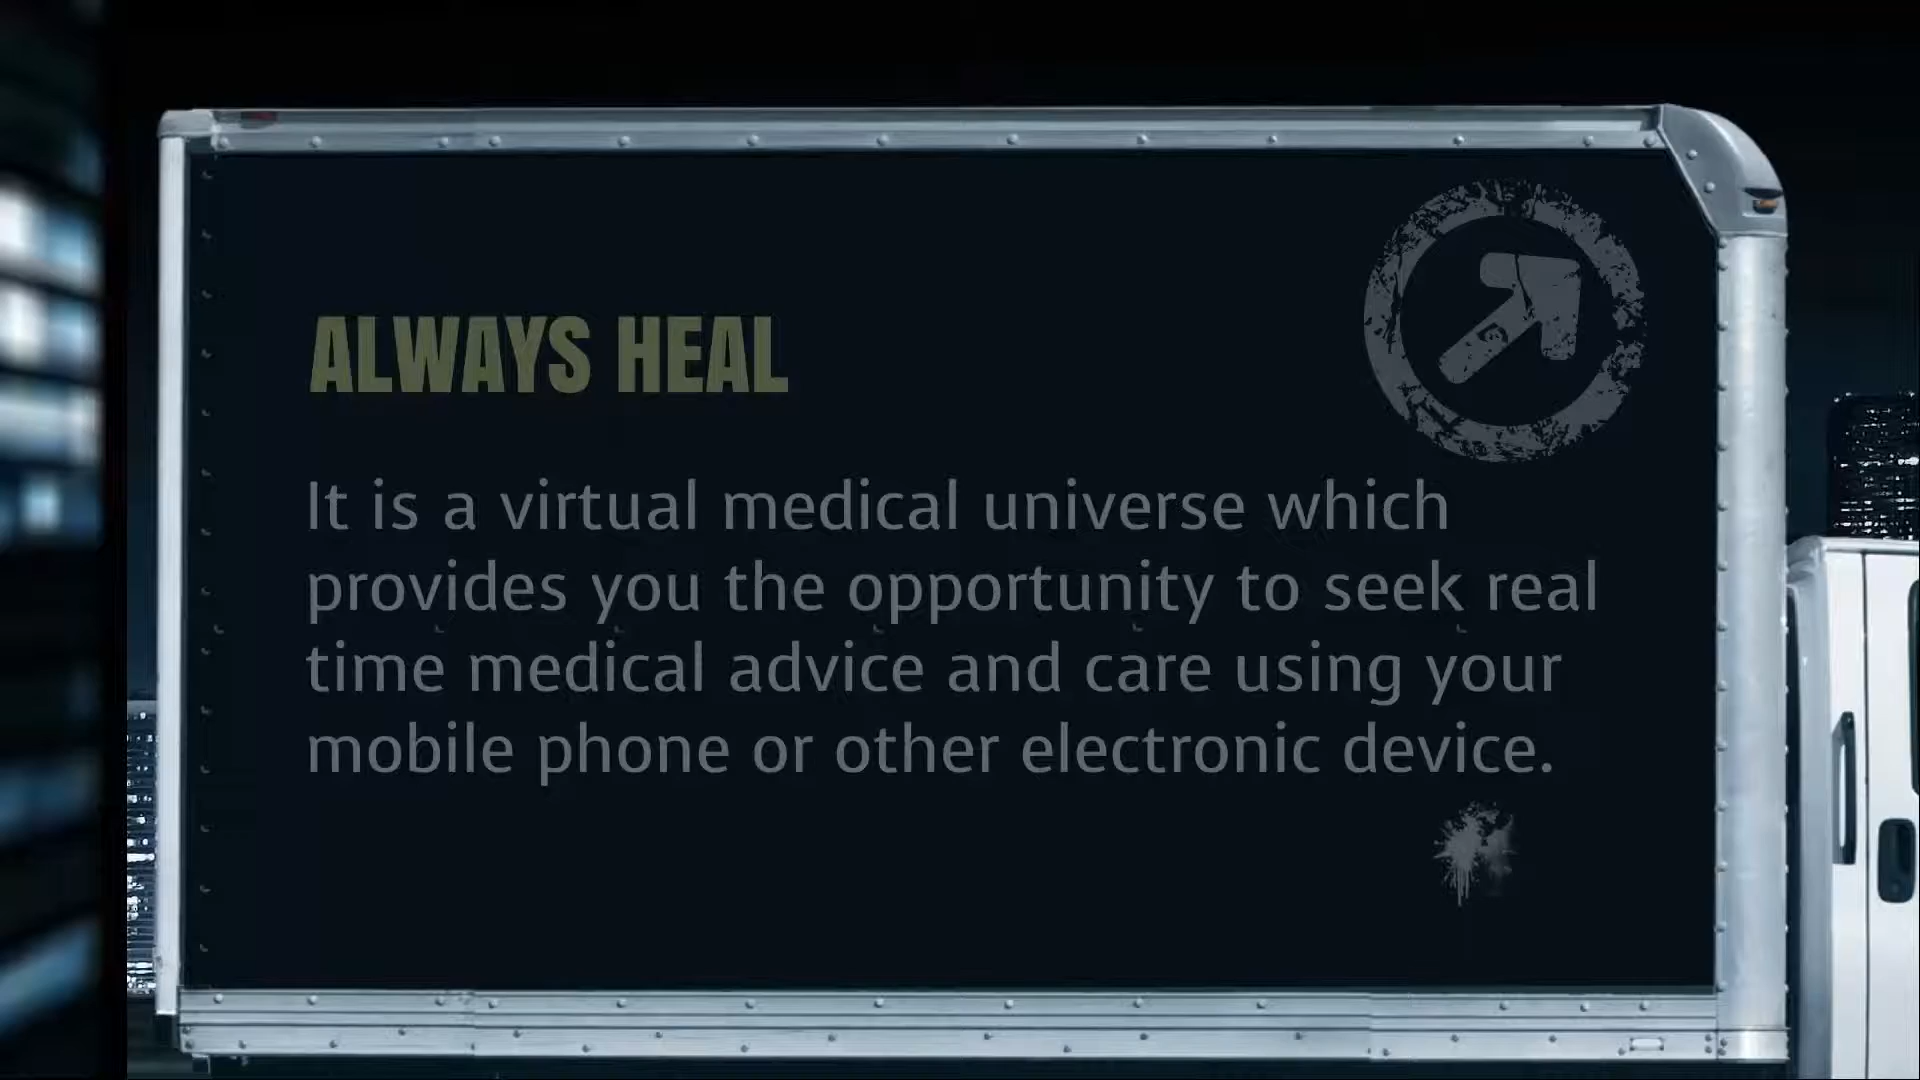 ALWAYS HEAL
It is a virtual medical universe which
provides you the opportunity to seek real
time medical advice and care using your
mobile phone or other electronic device.